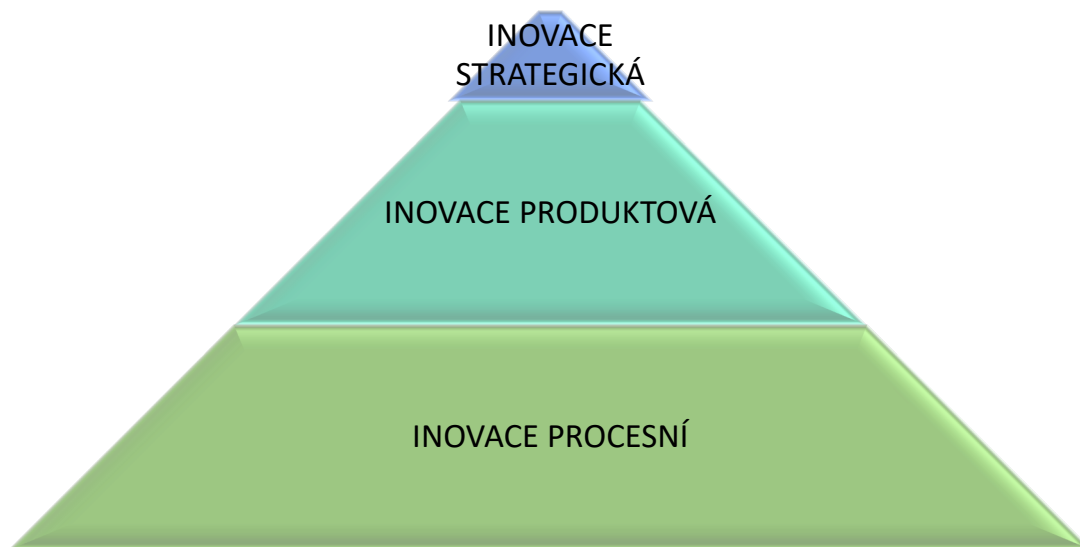 INOVACE
STRATEGICKÁ
INOVACE PRODUKTOVÁ
INOVACE PROCESNÍ